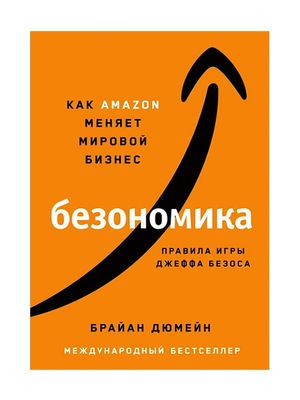 КАК AMAZON
МЕНЯЕТ
МИРОВОЙ
БИЗНЕС
безономика
ПРАВИЛА ИГРЫ
ДЖЕФФА БЕЗОСА
БРАЙАН ДЮМЕЙН
МЕЖДУНАРОДНЫЙ БЕСТСЕЛЛЕР